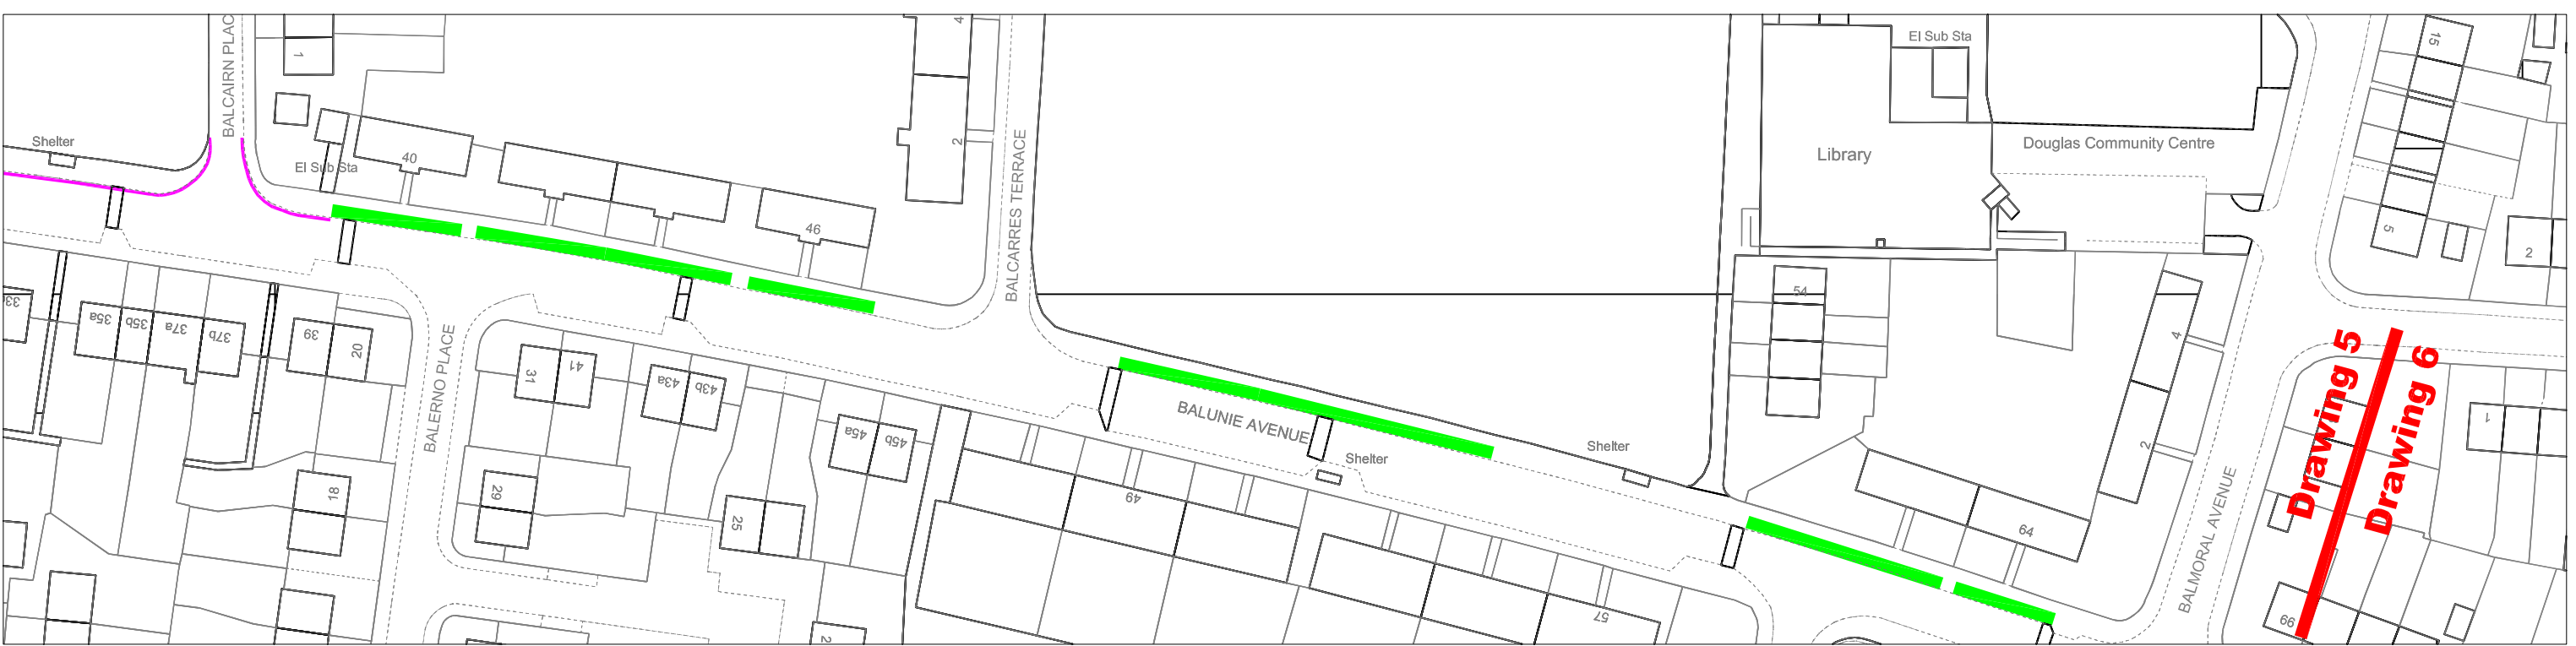 BALCAIRN PLAC
1
4
El Sub Sta
15
Shelter
El Sub Sta
40
2
BALCARRES TERRACE
Library
Douglas Community Centre
46
5
2
33
35a
35b
37a
37b
39
20
BALERNO PLACE
31
41
43a
43b
54
4
Drawing 5
Drawing 6
BALUNIE AVENUE
45a
45b
Shelter
Shelter
1
18
29
25
49
2
64
BALMORAL AVENUE
57
66
2